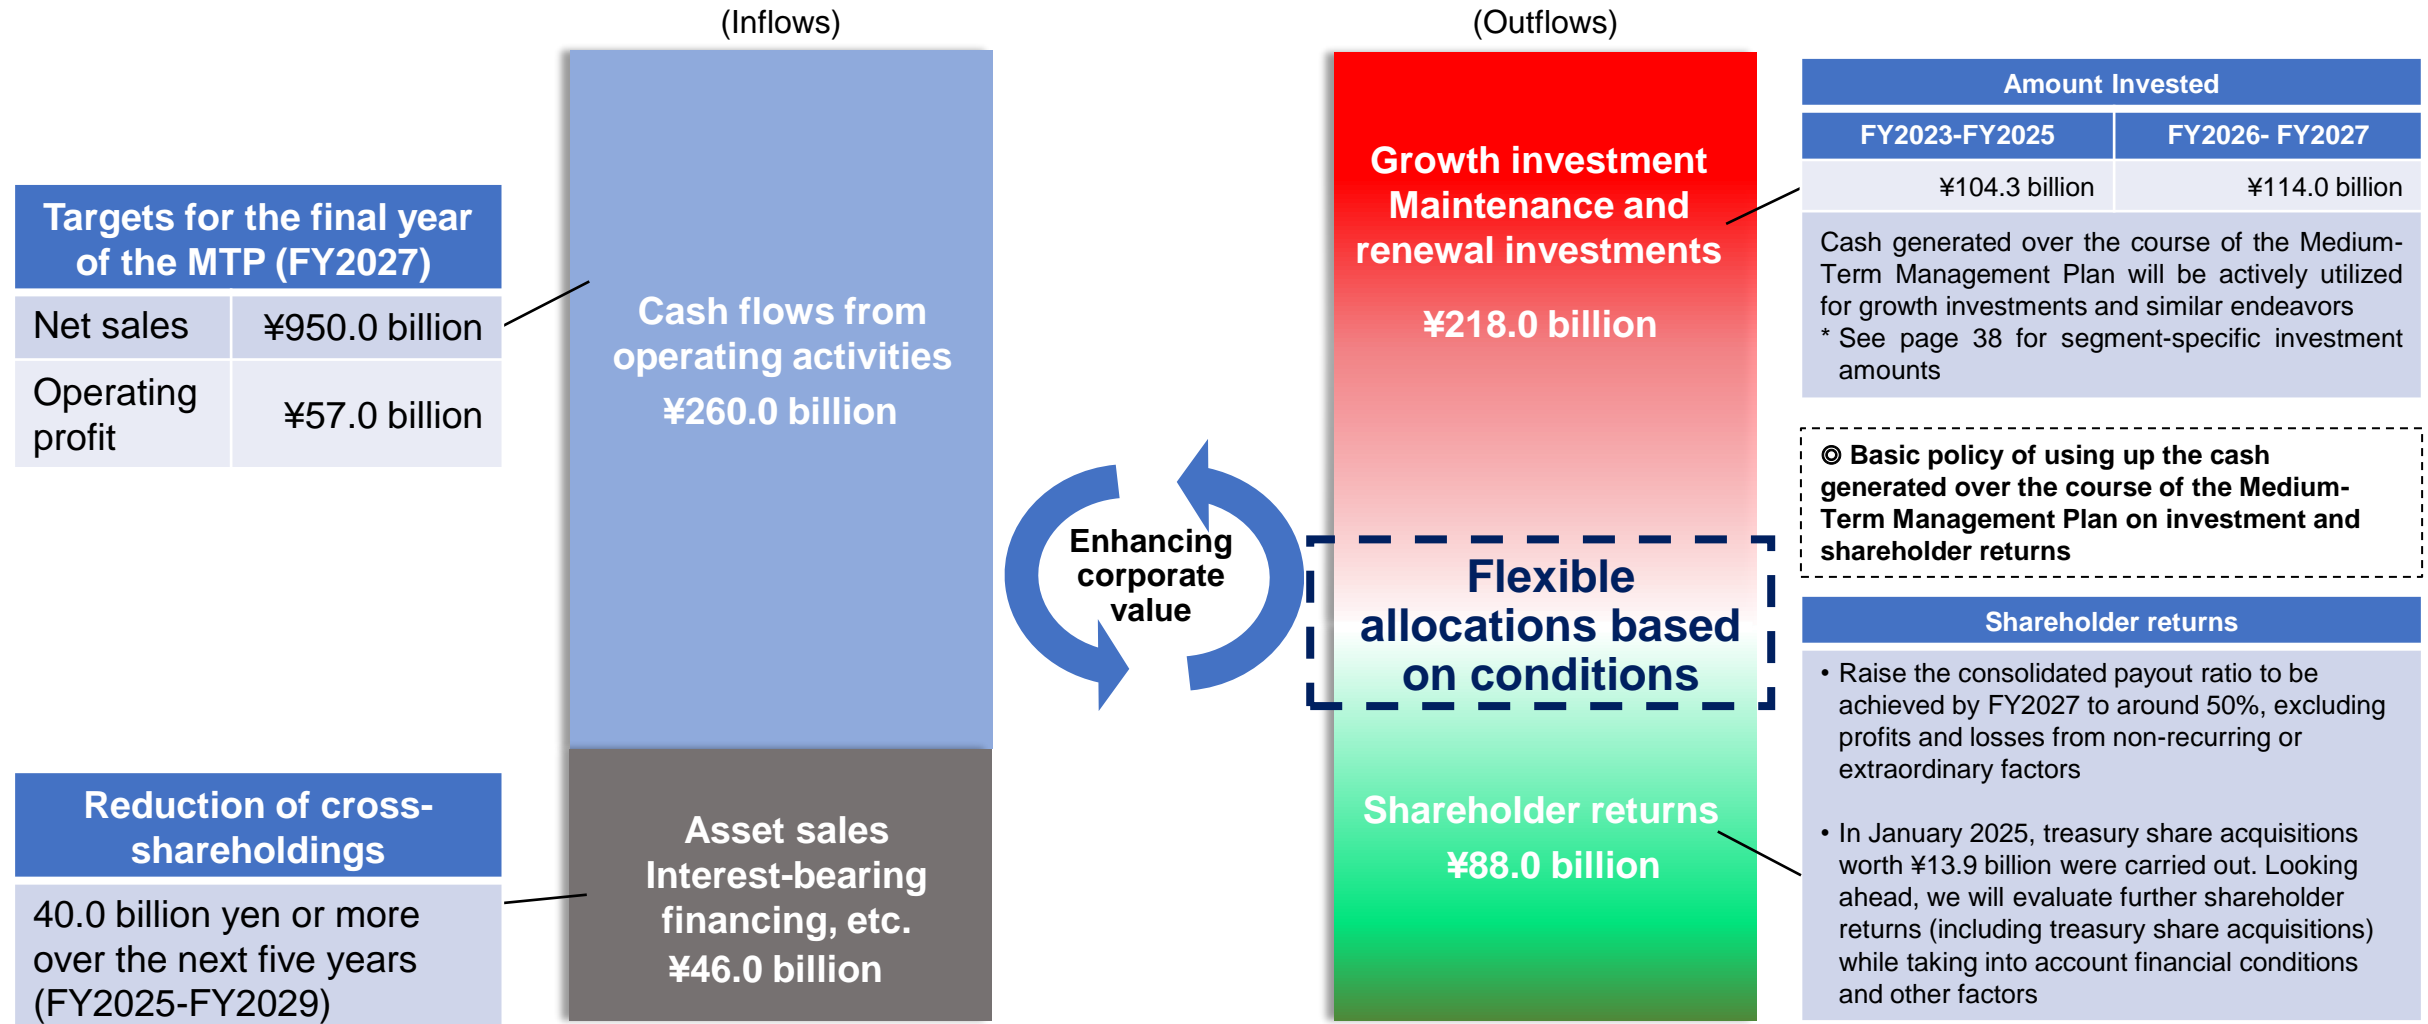 (Inflows)
(Outflows)
Targets for the final year
of the MTP (FY2027)
Net sales
¥950.0 billion
Operating
profit
¥57.0 billion
Reduction of cross-
shareholdings
40.0 billion yen or more
over the next five years
(FY2025-FY2029)
Cash flows from
operating activities
¥260.0 billion
Asset sales
Interest-bearing
financing, etc.
¥46.0 billion
Enhancing
corporate
value
Growth investment
Maintenance and
renewal investments
¥218.0 billion
Flexible
allocations based
on conditions
Shareholder returns
¥88.0 billion
Amount Invested
FY2023-FY2025
FY2026- FY2027
¥104.3 billion
¥114.0 billion
Cash generated over the course of the Medium-
Term Management Plan will be actively utilized
for growth investments and similar endeavors
* See page 38 for segment-specific investment
amounts
◎ Basic policy of using up the cash
generated over the course of the Medium-
Term Management Plan on investment and
shareholder returns
Shareholder returns
• Raise the consolidated payout ratio to be
achieved by FY2027 to around 50%, excluding
profits and losses from non-recurring or
extraordinary factors
• In January 2025, treasury share acquisitions
worth ¥13.9 billion were carried out. Looking
ahead, we will evaluate further shareholder
returns (including treasury share acquisitions)
while taking into account financial conditions
and other factors